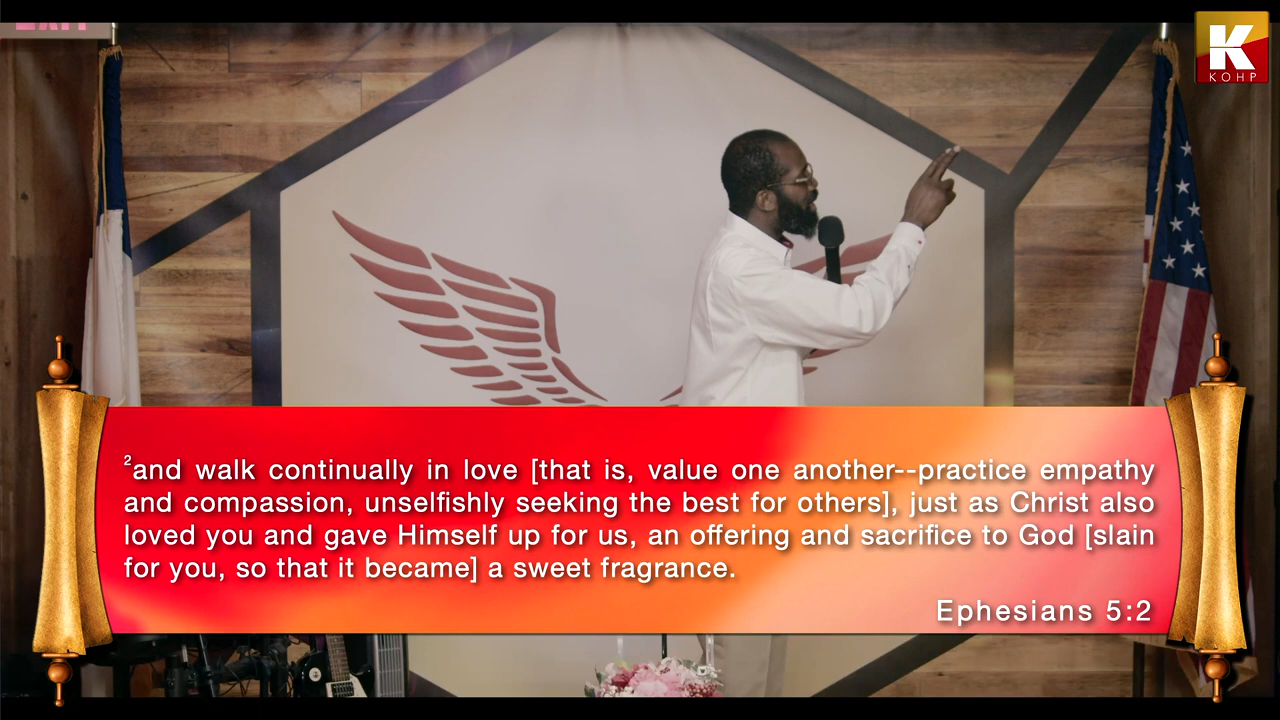 EXIT
K
KOHP
²and walk continually in love [that is, value one another--practice empathy
and compassion, unselfishly seeking the best for others], just as Christ also
loved you and gave Himself up for us, an offering and sacrifice to God [slain
for you, so that it became] a sweet fragrance.
Ephesians 5:2